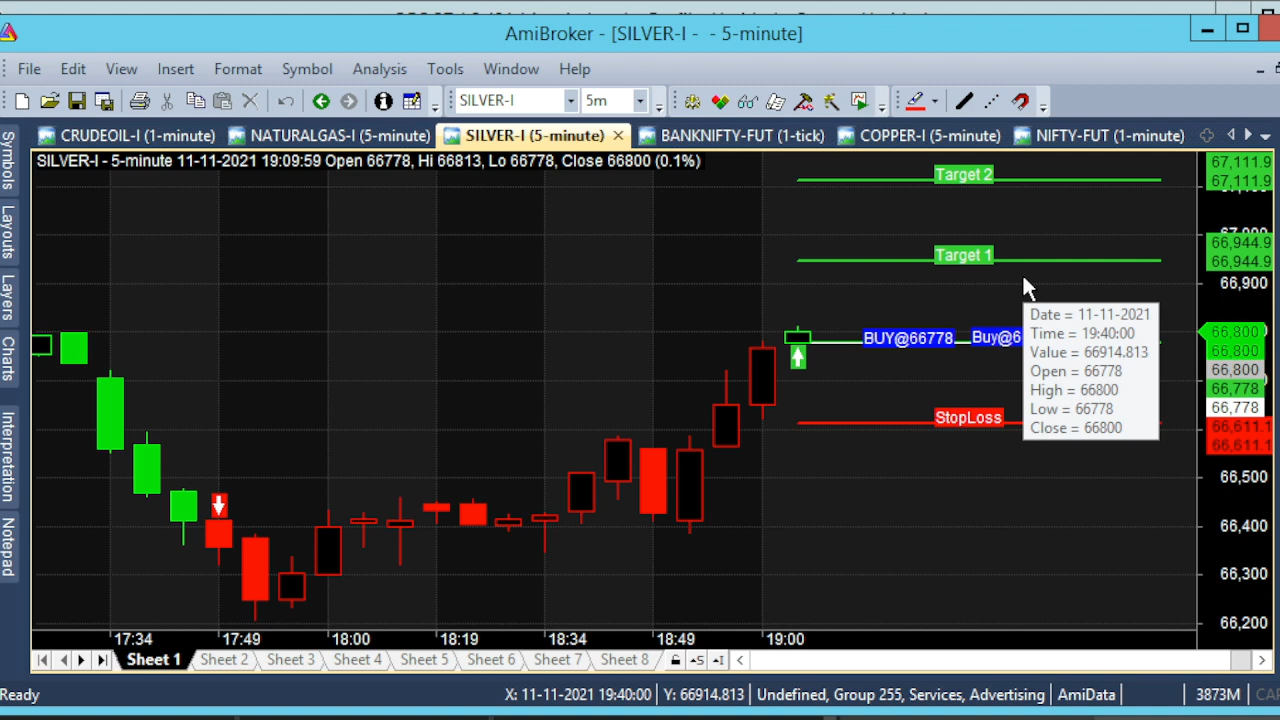 AmiBroker - [SILVER-I - - 5-minute]
File Edit View Insert Format Symbol Analysis Tools Window Help
SILVER-I 5m
CRUDEOIL-I (1-minute) NATURALGAS-I (5-minute) SILVER-I (5-minute) BANKNIFTY-FUT (1-tick) COPPER-I (5-minute) NIFTY-FUT (1-minute)
Symbols
Layouts
Layers
Charts
Interpretation
Notepad
SILVER-I - 5-minute 11-11-2021 19:09:59 Open 66778, Hi 66813, Lo 66778, Close 66800 (0.1%)
Target 2
Target 1
BUY@66778 Buy@6
StopLoss
Date = 11-11-2021
Time = 19:40:00
Value = 66914.813
Open = 66778
High = 66800
Low = 66778
Close = 66800
67,111.9
67,111.9
66,944.9
66,944.9
66,900
66,800
66,800
66,800
66,778
66,778
66,611.1
66,611.1
66,500
66,400
66,300
66,200
17:34 17:49 18:00 18:19 18:34 18:49 19:00
Sheet 1 Sheet 2 Sheet 3 Sheet 4 Sheet 5 Sheet 6 Sheet 7 Sheet 8
Ready X: 11-11-2021 19:40:00 Y: 66914.813 Undefined, Group 255, Services, Advertising AmiData 3873M CAP